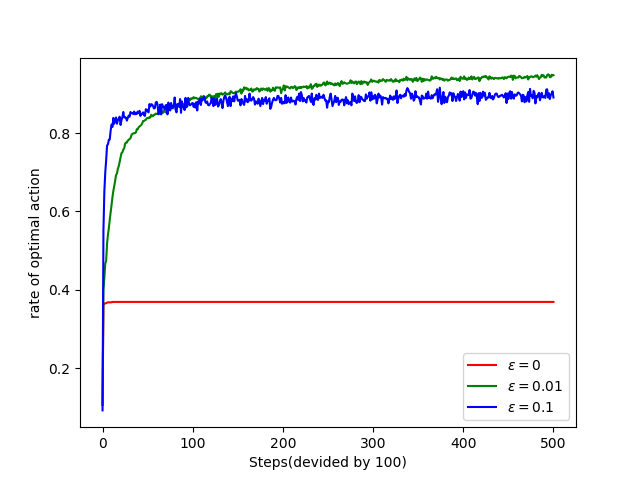 rate of optimal action
0.8
0.6
0.4
0.2
0
100
200
300
400
500
Steps(devided by 100)
ε = 0
ε = 0.01
ε = 0.1